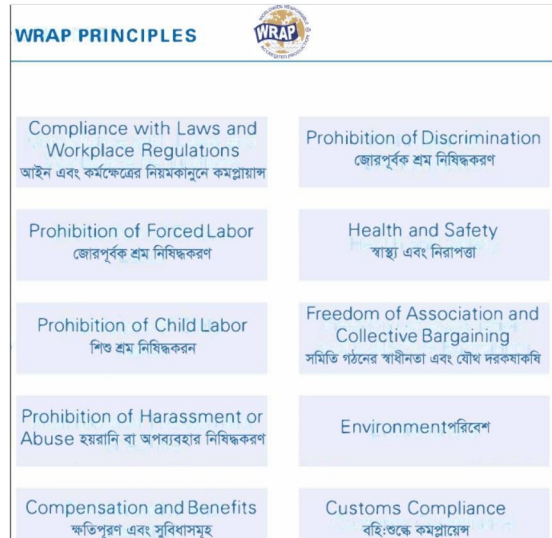 WRAP PRINCIPLES
WRAP
Compliance with Laws and
Workplace Regulations
আইন এবং কর্মক্ষেত্রের নিয়মকানুনে কমপ্লায়ান্স
Prohibition of Forced Labor
জোরপূর্বক শ্রম নিষিদ্ধকরণ
Prohibition of Child Labor
শিশু শ্রম নিষিদ্ধকরন
Prohibition of Harassment or
Abuse হয়রানি বা অপব্যবহার নিষিদ্ধকরণ
Compensation and Benefits
ক্ষতিপূরণ এবং সুবিধাসমূহ
Prohibition of Discrimination
জোরপূর্বক শ্রম নিষিদ্ধকরণ
Health and Safety
স্বাস্থ্য এবং নিরাপত্তা
Freedom of Association and
Collective Bargaining
সমিতি গঠনের স্বাধীনতা এবং যৌথ দরকষাকষি
Environmentপরিবেশ
Customs Compliance
বহি:শুল্কে কমপ্লায়েন্স